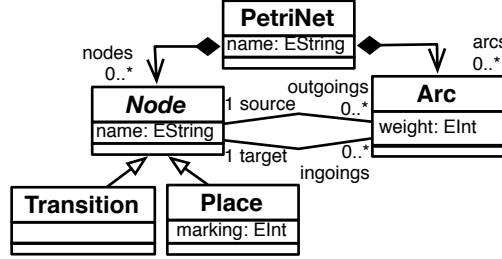 PetriNet
name: EString
nodes
0..*
arcs
0..*
Node
name: EString
1 source
outgoings
0..*
1 target
0..*
ingoings
Arc
weight: EInt
Transition
Place
marking: EInt